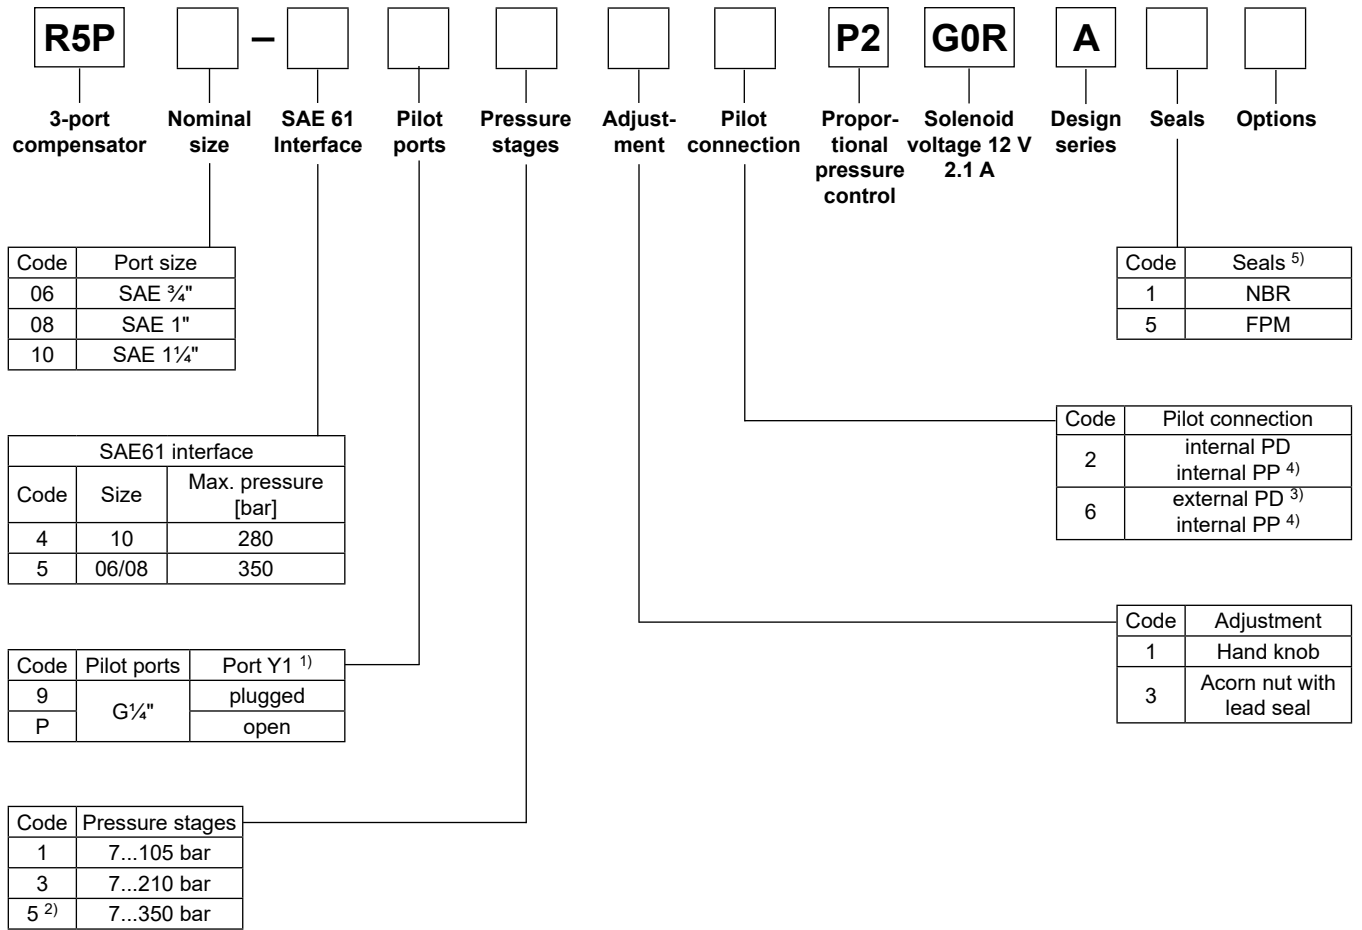 R5P – P2 G0R A
3-port compensator
Nominal size
SAE 61 Interface
Pilot ports
Pressure stages
Adjust-ment
Pilot connection
Propor-tional pressure control
Solenoid voltage 12 V 2.1 A
Design series
Seals
Options
Code Port size
06 SAE ¾"
08 SAE 1"
10 SAE 1¼"
Code Seals 5)
1 NBR
5 FPM
Code Pilot connection
2 internal PD
internal PP 4)
6 external PD 3)
internal PP 4)
SAE61 interface
Code Size Max. pressure [bar]
4 10 280
5 06/08 350
Code Adjustment
1 Hand knob
3 Acorn nut with
lead seal
Code Pilot ports Port Y1 1)
9 G¼" plugged
P open
Code Pressure stages
1 7...105 bar
3 7...210 bar
5 2) 7...350 bar